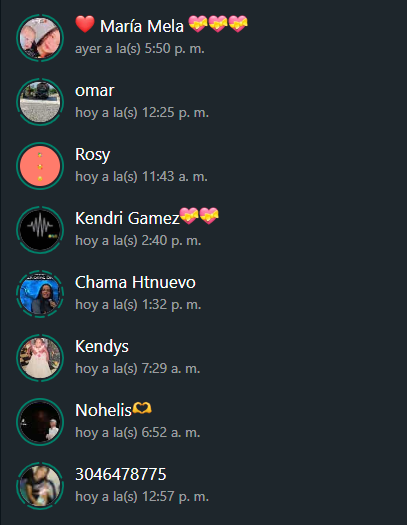 ❤️ María Mela 💝💝💝
ayer a la(s) 5:50 p. m.
omar
hoy a la(s) 12:25 p. m.
Rosy
hoy a la(s) 11:43 a. m.
Kendri Gamez💝💝
hoy a la(s) 2:40 p. m.
Chama Htnuevo
hoy a la(s) 1:32 p. m.
Kendys
hoy a la(s) 7:29 a. m.
Nohelis🫶
hoy a la(s) 6:52 a. m.
3046478775
hoy a la(s) 12:57 p. m.